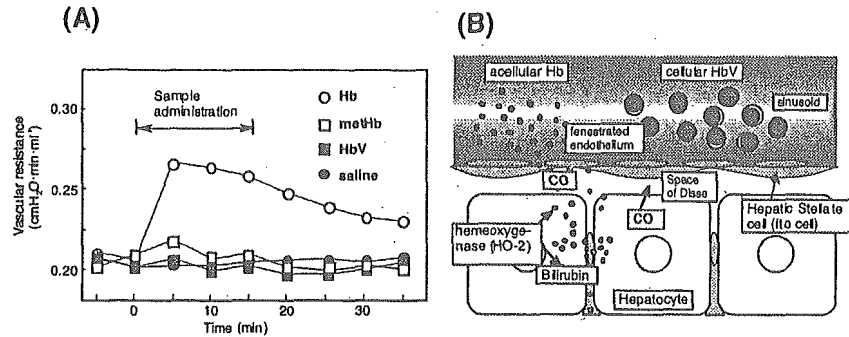 (A)
(B)
Vascular resistance
(cmH2O·min·ml⁻¹)
0.30
0.25
0.20
0
10
20
30
Time (min)
Sample
administration
Hb
metHb
HbV
saline
acellular Hb
cellular HbV
sinusoid
fenestrated
endothelium
CO
Space
of Disse
CO
hemeoxyge-
nase (HO-2)
Hepatic Stellate
cell (Ito cell)
Bilirubin
Hepatocyte